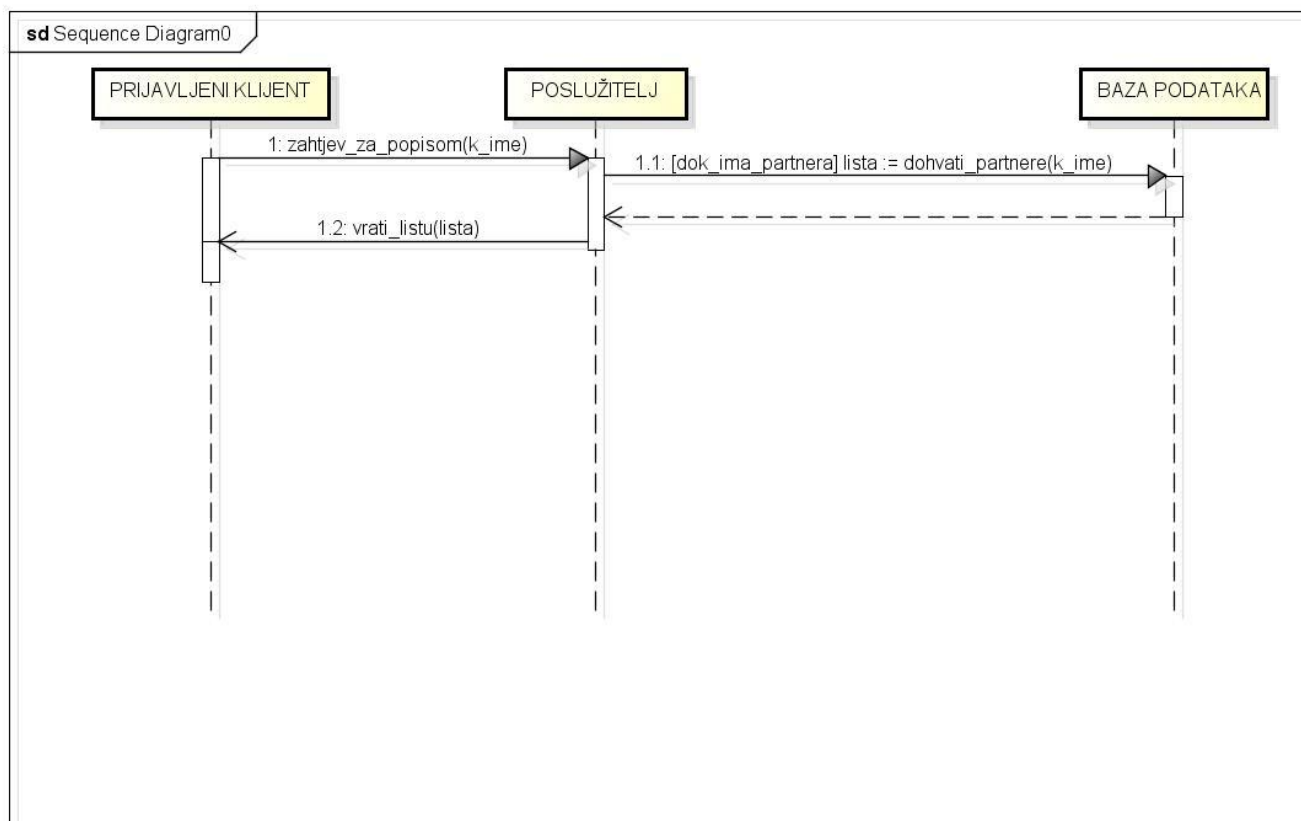 sd Sequence Diagram0
PRIJAVLJENI KLIJENT
POSLUŽITELJ
BAZA PODATAKA
1: zahtjev_za_popisom(k_ime)
1.1: [dok_ima_partnera] lista := dohvati_partnere(k_ime)
1.2: vrati_listu(lista)